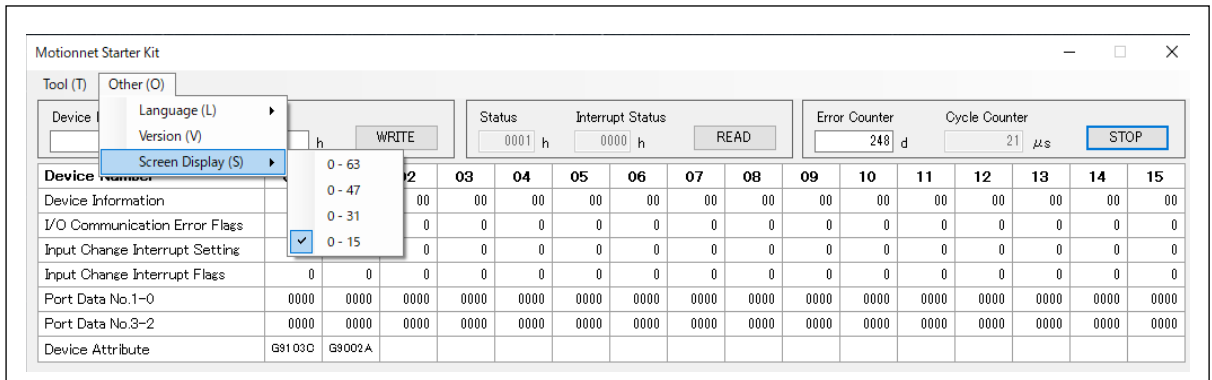 Motionnet Starter Kit
Tool (T) Other (O)
Language (L)
Version (V)
Screen Display (S)
0 - 63
0 - 47
0 - 31
0 - 15
Device
h WRITE
Status Interrupt Status
0001 h 0000 h READ
Error Counter Cycle Counter
248 d 21 μs STOP
Device Number 02 03 04 05 06 07 08 09 10 11 12 13 14 15
Device Information 00 00 00 00 00 00 00 00 00 00 00 00 00 00
I/O Communication Error Flags 0 0 0 0 0 0 0 0 0 0 0 0 0 0
Input Change Interrupt Setting 0 0 0 0 0 0 0 0 0 0 0 0 0 0
Input Change Interrupt Flags 0 0 0 0 0 0 0 0 0 0 0 0 0 0 0 0
Port Data No.1-0 0000 0000 0000 0000 0000 0000 0000 0000 0000 0000 0000 0000 0000 0000 0000 0000
Port Data No.3-2 0000 0000 0000 0000 0000 0000 0000 0000 0000 0000 0000 0000 0000 0000 0000 0000
Device Attribute G9103C G9002A